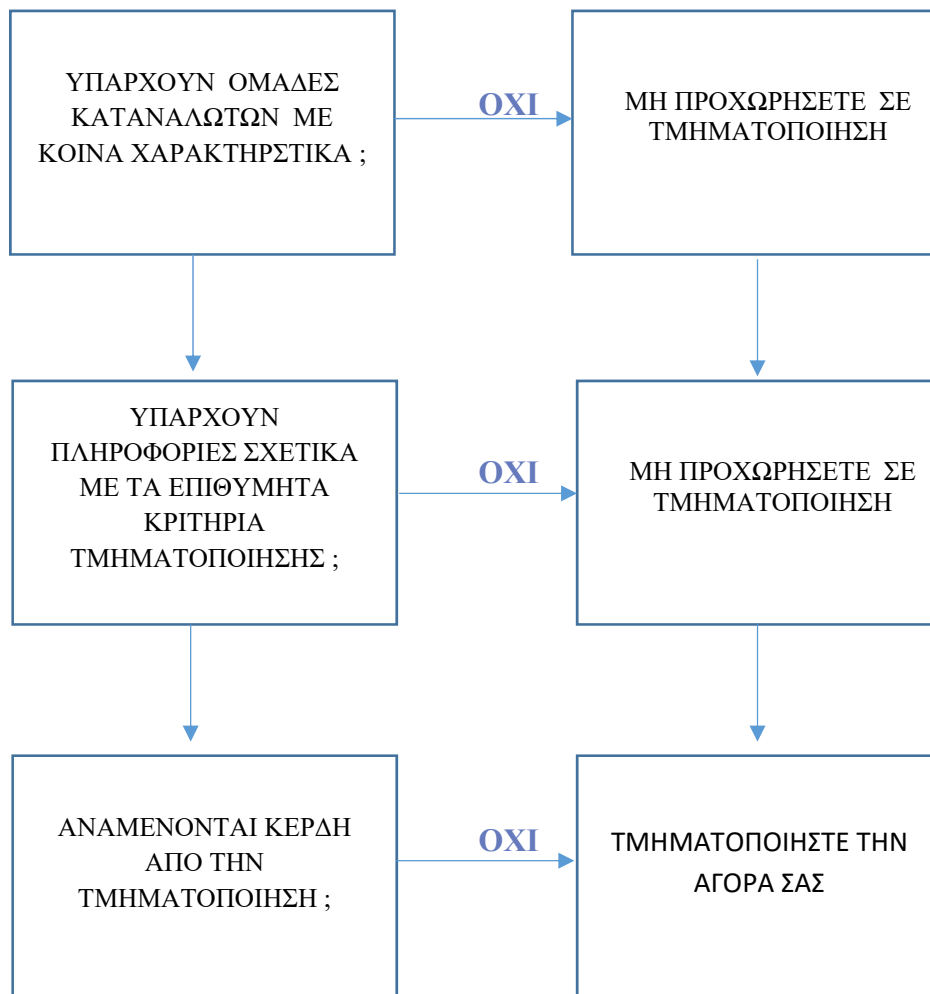 ΥΠΑΡΧΟΥΝ ΟΜΑΔΕΣ
ΚΑΤΑΝΑΛΩΤΩΝ ΜΕ
ΚΟΙΝΑ ΧΑΡΑΚΤΗΡΣΤΙΚΑ ;
ΟΧΙ
ΜΗ ΠΡΟΧΩΡΗΣΕΤΕ ΣΕ
ΤΜΗΜΑΤΟΠΟΙΗΣΗ
ΥΠΑΡΧΟΥΝ
ΠΛΗΡΟΦΟΡΙΕΣ ΣΧΕΤΙΚΑ
ΜΕ ΤΑ ΕΠΙΘΥΜΗΤΑ
ΚΡΙΤΗΡΙΑ
ΤΜΗΜΑΤΟΠΟΙΗΣΗΣ ;
ΟΧΙ
ΜΗ ΠΡΟΧΩΡΗΣΕΤΕ ΣΕ
ΤΜΗΜΑΤΟΠΟΙΗΣΗ
ΑΝΑΜΕΝΟΝΤΑΙ ΚΕΡΔΗ
ΑΠΟ ΤΗΝ
ΤΜΗΜΑΤΟΠΟΙΗΣΗ ;
ΟΧΙ
ΤΜΗΜΑΤΟΠΟΙΗΣΤΕ ΤΗΝ
ΑΓΟΡΑ ΣΑΣ